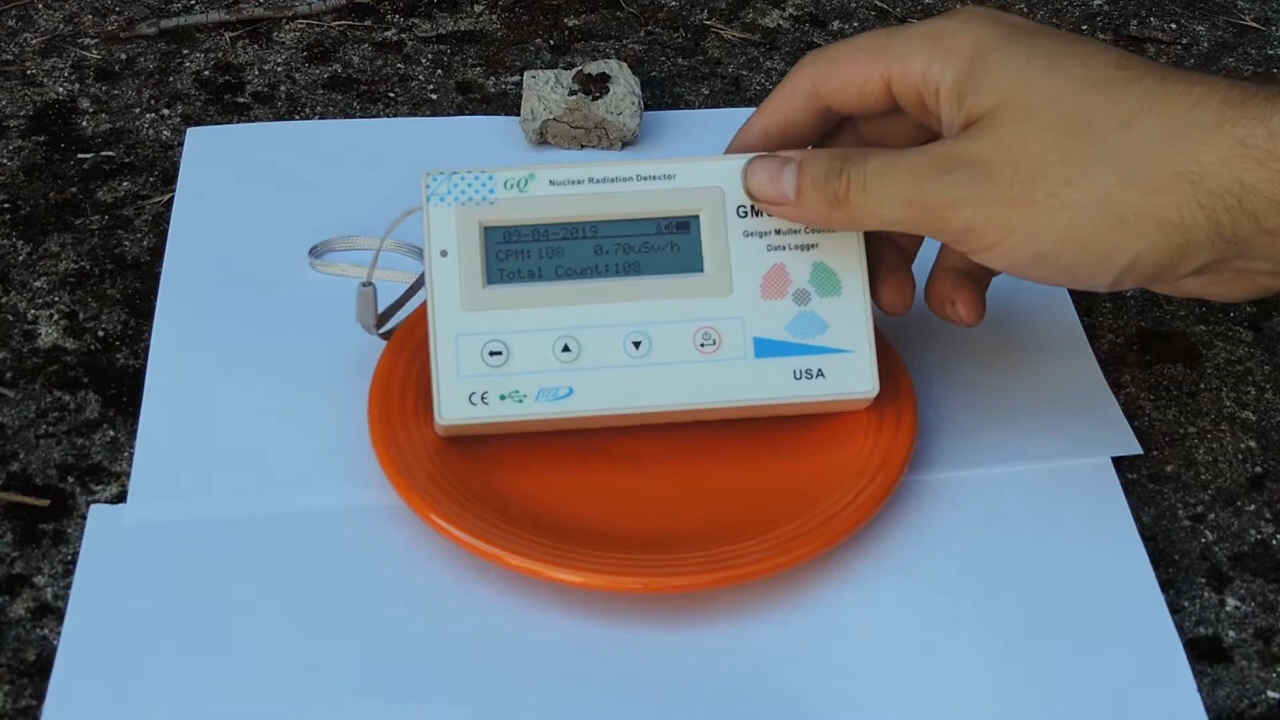 GQ® Nuclear Radiation Detector
09-04-2019
CPM:108 0.70uSv/h
Total Count:108
GM
Geiger Muller
Data Logger
USA
CE